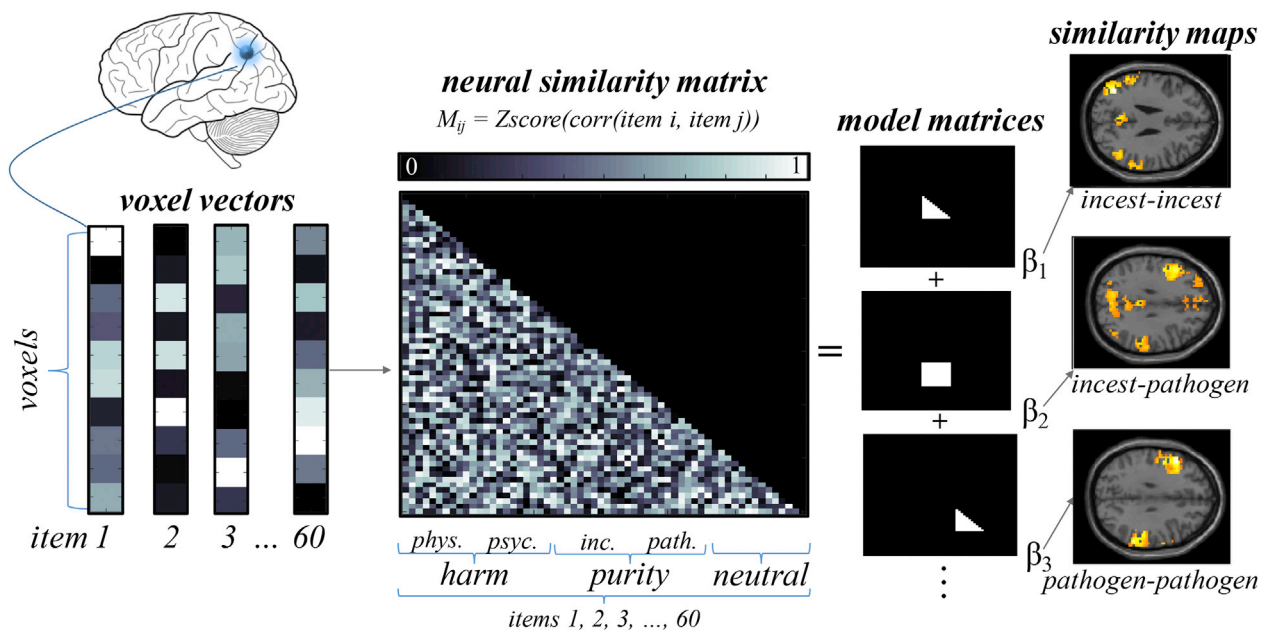 similarity maps
neural similarity matrix
M_ij = Zscore(corr(item i, item j))
model matrices
0 1
voxel vectors
incest-incest
β1
+
voxels
=
incest-pathogen
β2
+
item 1 2 3 ... 60
phys. psyc. inc. path.
harm purity neutral
β3
pathogen-pathogen
⋮
items 1, 2, 3, ..., 60